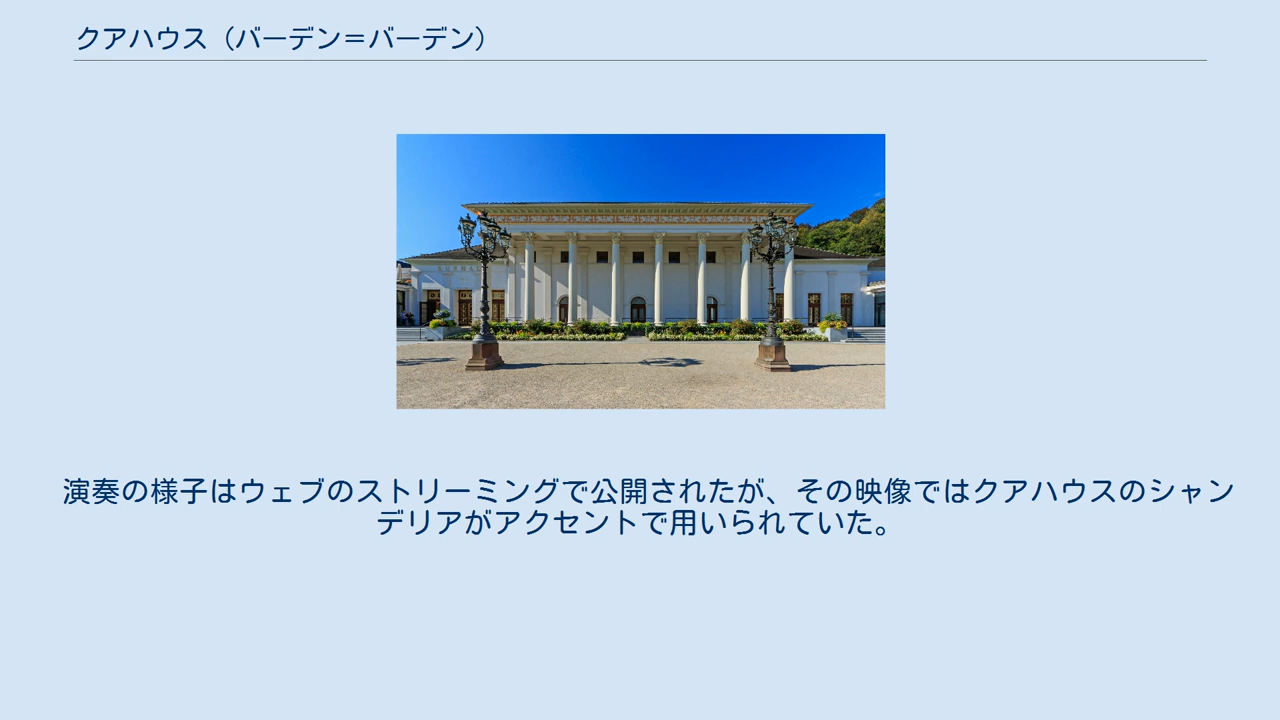 クアハウス（バーデン＝バーデン）
演奏の様子はウェブのストリーミングで公開されたが、その映像ではクアハウスのシャン
デリアがアクセントで用いられていた。